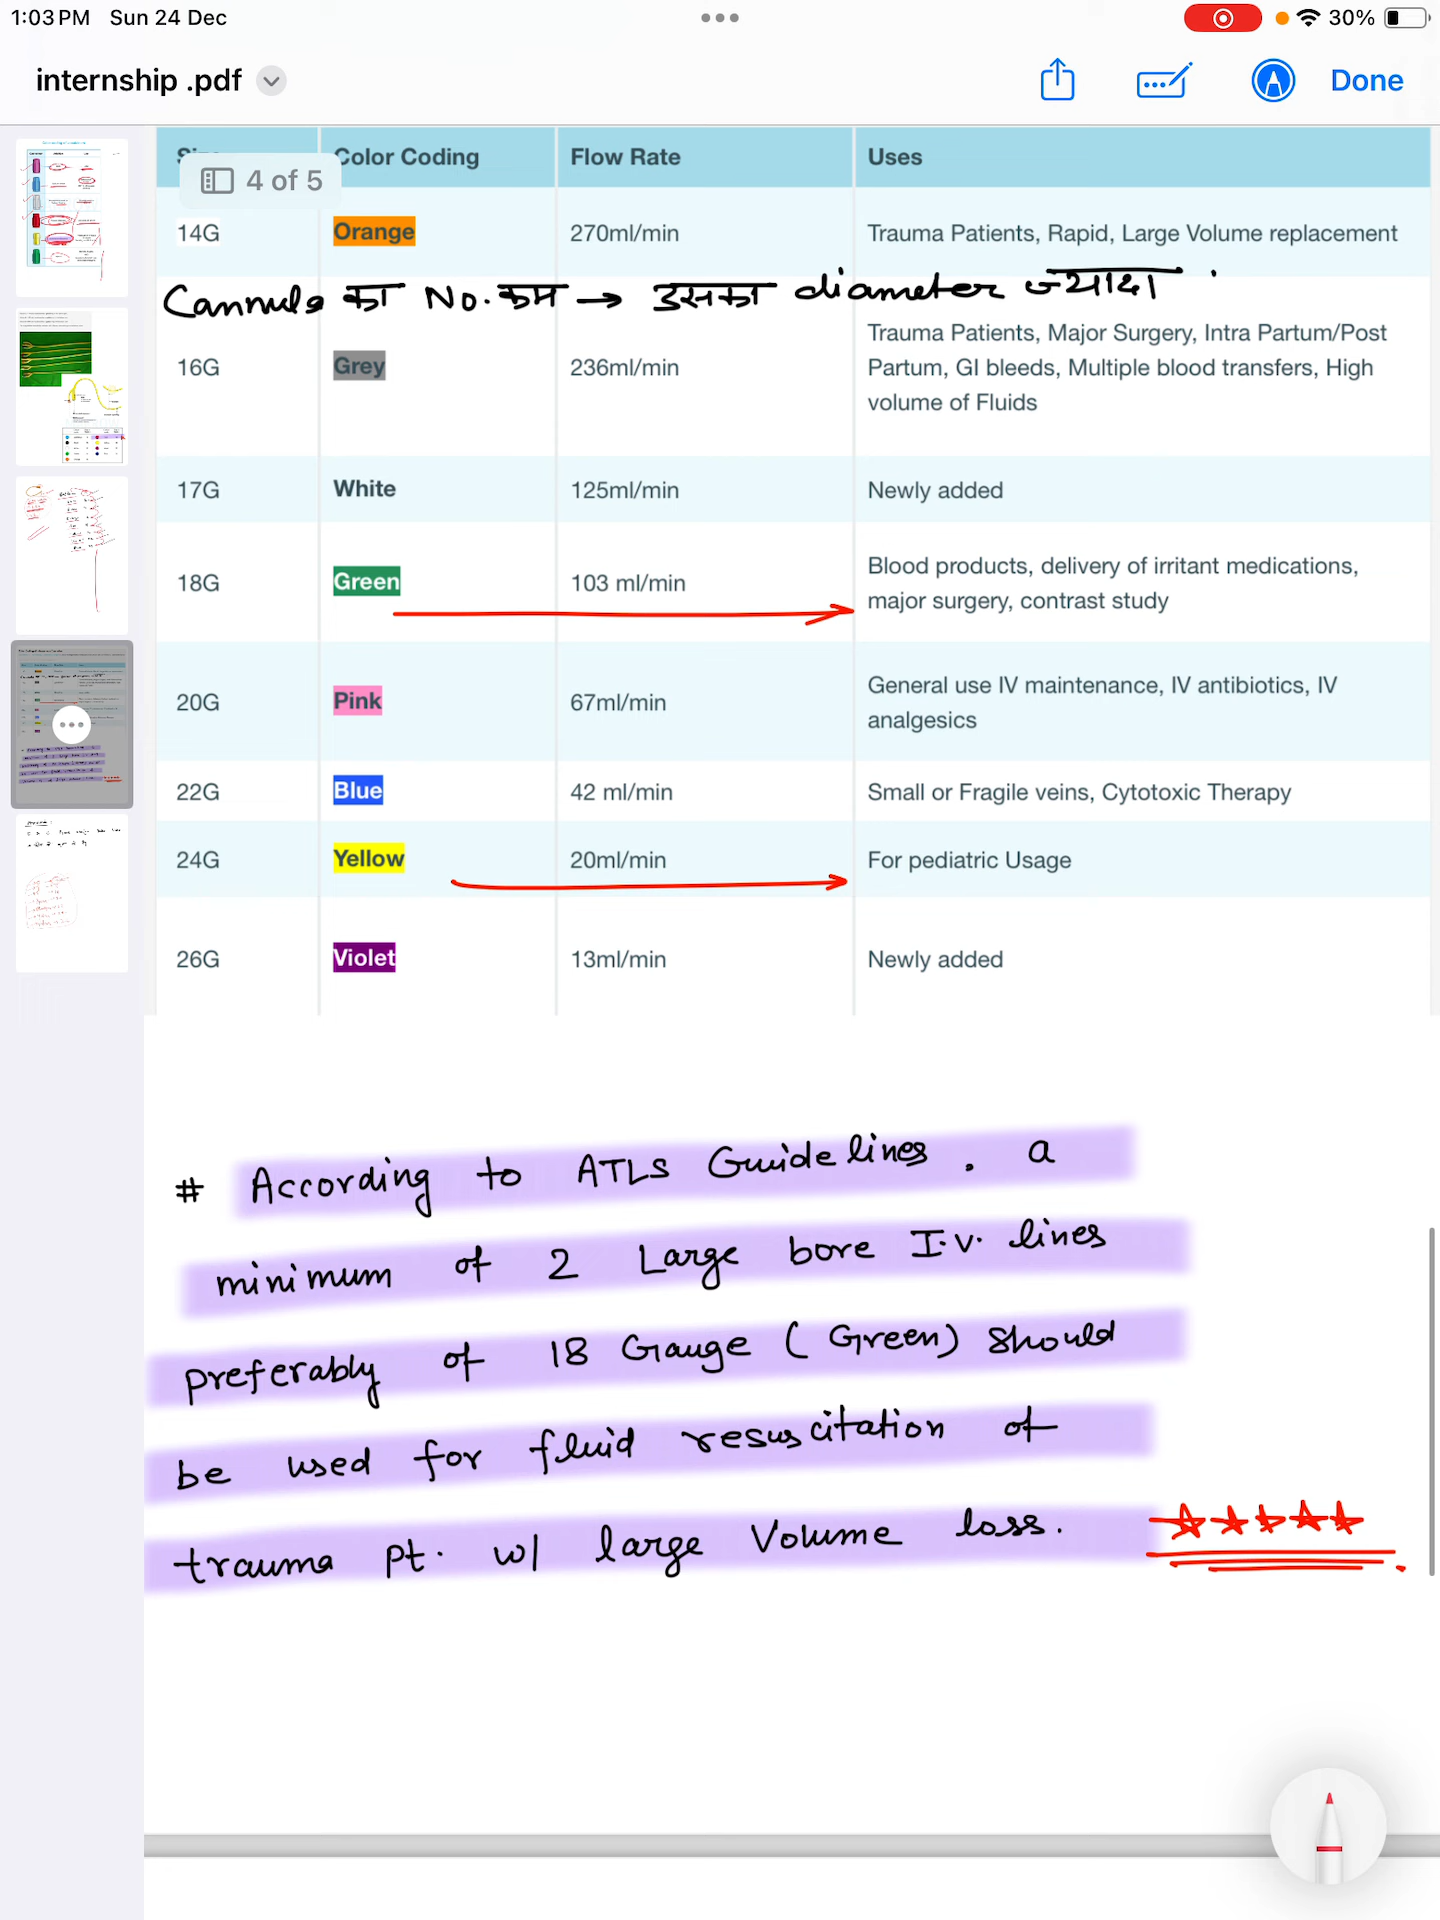 1:03 PM Sun 24 Dec
30%
internship .pdf
Done
4 of 5
Color Coding Flow Rate Uses
14G Orange 270ml/min Trauma Patients, Rapid, Large Volume replacement
Cannula का No. कम → उसका diameter ज्यादा
16G Grey 236ml/min Trauma Patients, Major Surgery, Intra Partum/Post
Partum, GI bleeds, Multiple blood transfers, High
volume of Fluids
17G White 125ml/min Newly added
18G Green 103 ml/min Blood products, delivery of irritant medications,
major surgery, contrast study
20G Pink 67ml/min General use IV maintenance, IV antibiotics, IV
analgesics
22G Blue 42 ml/min Small or Fragile veins, Cytotoxic Therapy
24G Yellow 20ml/min For pediatric Usage
26G Violet 13ml/min Newly added
# According to ATLS Guidelines, a
minimum of 2 Large bore I.V. lines
preferably of 18 Gauge (Green) should
be used for fluid resuscitation of
trauma pt. w/ large Volume loss.